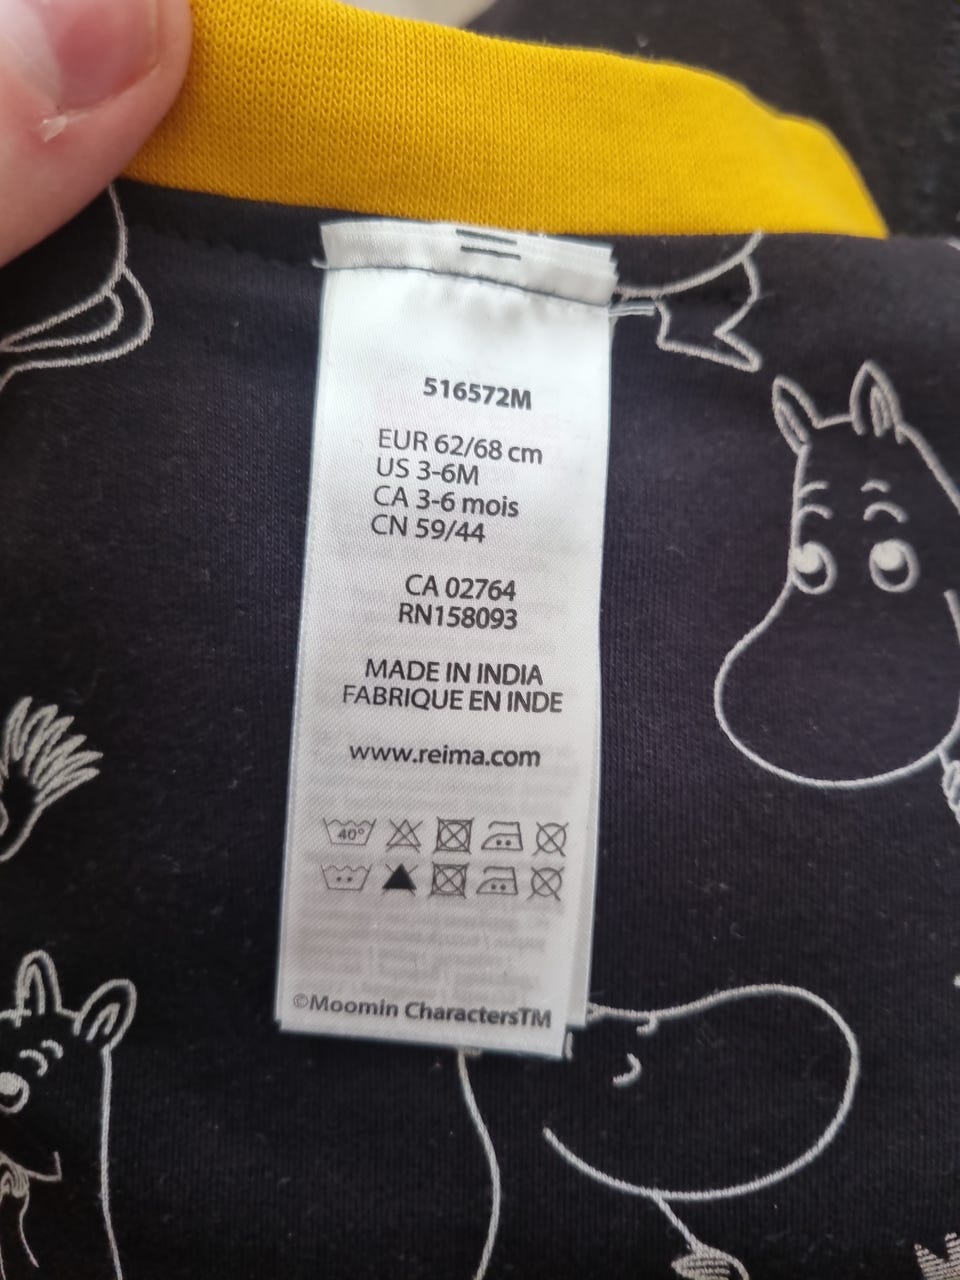 516572M
EUR 62/68 cm
US 3-6M
CA 3-6 mois
CN 59/44
CA 02764
RN158093
MADE IN INDIA
FABRIQUE EN INDE
www.reima.com
40°
©Moomin CharactersTM